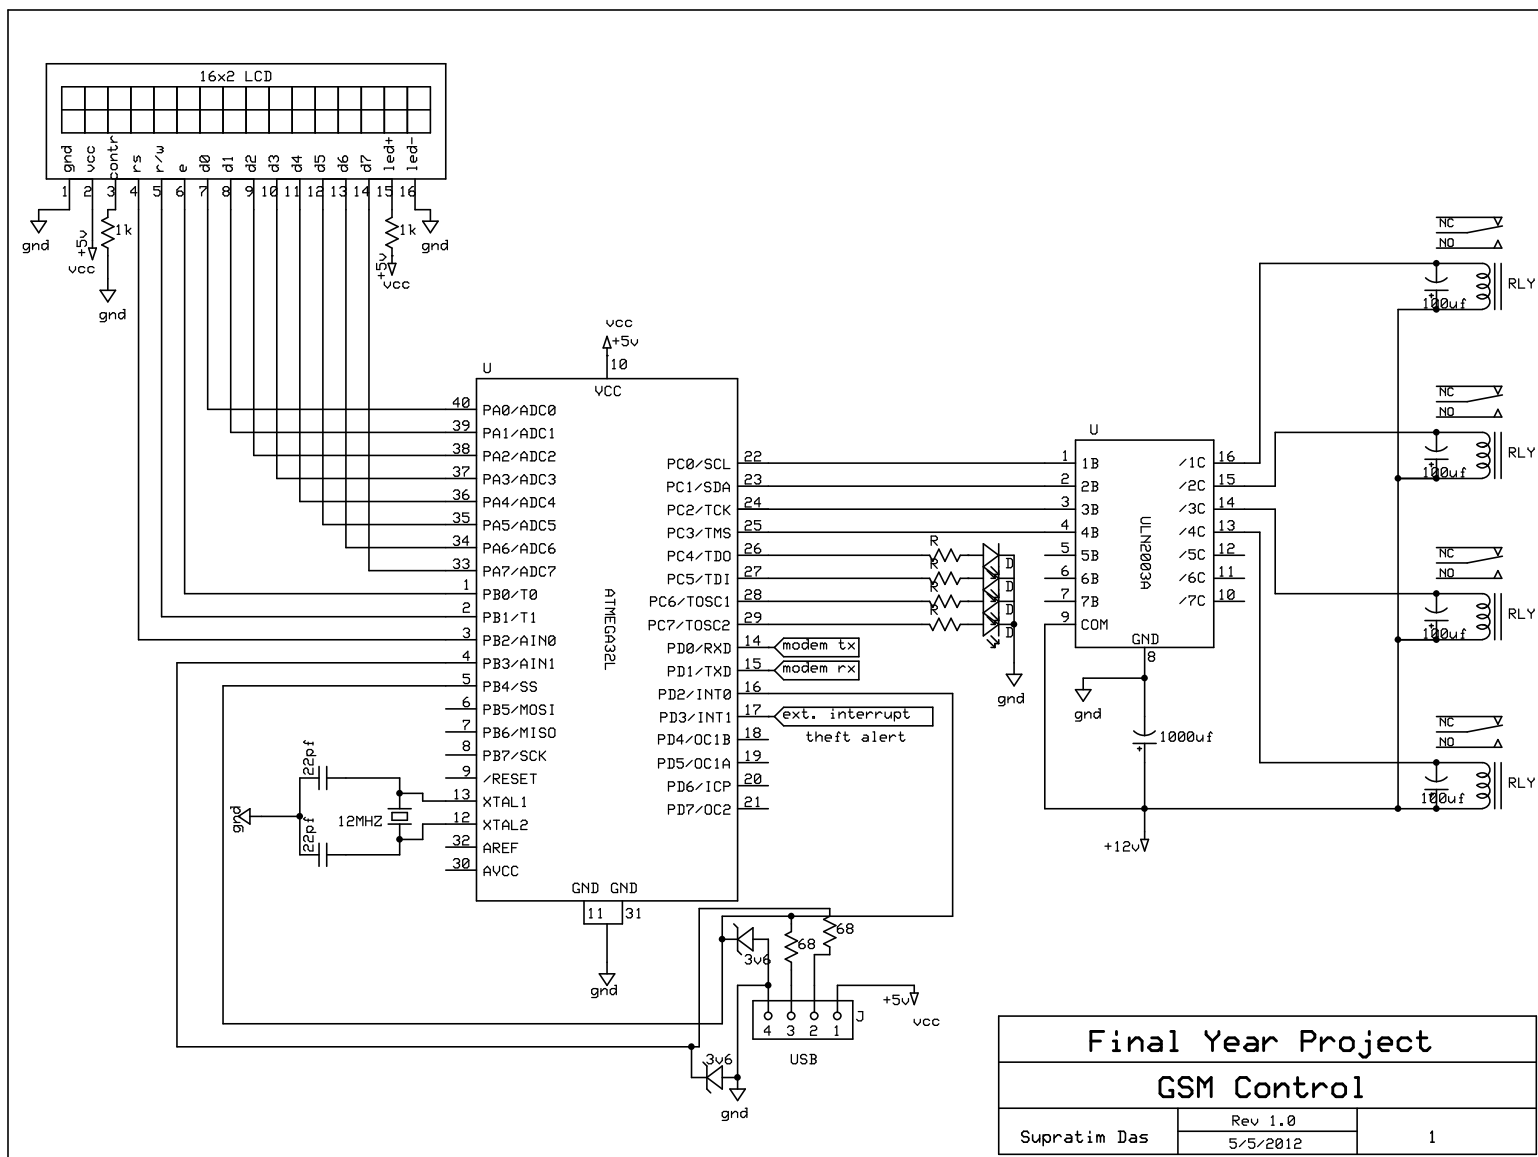 16x2 LCD
gnd
vcc
contr
rs
r/w
e
d0
d1
d2
d3
d4
d5
d6
d7
led+
led-
1
2
3
4
5
6
7
8
9
10
11
12
13
14
15
16
gnd
+5v
vcc
1k
gnd
1k
+5v
vcc
gnd
vcc
+5v
10
U
VCC
40 PA0/ADC0
39 PA1/ADC1
38 PA2/ADC2
37 PA3/ADC3
36 PA4/ADC4
35 PA5/ADC5
34 PA6/ADC6
33 PA7/ADC7
1 PB0/T0
2 PB1/T1
3 PB2/AIN0
4 PB3/AIN1
5 PB4/SS
6 PB5/MOSI
7 PB6/MISO
8 PB7/SCK
9 /RESET
13 XTAL1
12 XTAL2
32 AREF
30 AVCC
ATMEGA32L
PC0/SCL 22
PC1/SDA 23
PC2/TCK 24
PC3/TMS 25
PC4/TDO 26
PC5/TDI 27
PC6/TOSC1 28
PC7/TOSC2 29
PD0/RXD 14
PD1/TXD 15
PD2/INT0 16
PD3/INT1 17
PD4/OC1B 18
PD5/OC1A 19
PD6/ICP 20
PD7/OC2 21
GND GND
11 31
gnd
22pf
22pf
gnd
12MHZ
R
R
R
R
D
D
D
D
gnd
modem tx
modem rx
ext. interrupt
theft alert
U
1 1B
2 2B
3 3B
4 4B
5 5B
6 6B
7 7B
9 COM
ULN2003A
/1C 16
/2C 15
/3C 14
/4C 13
/5C 12
/6C 11
/7C 10
GND
8
gnd
1000uf
+
+12v
NC
NO
+
100uf
RLY
NC
NO
+
100uf
RLY
NC
NO
+
100uf
RLY
NC
NO
+
100uf
RLY
3v6
68
68
+5v
vcc
J
4 3 2 1
USB
3v6
gnd
Final Year Project
GSM Control
Supratim Das
Rev 1.0
5/5/2012
1